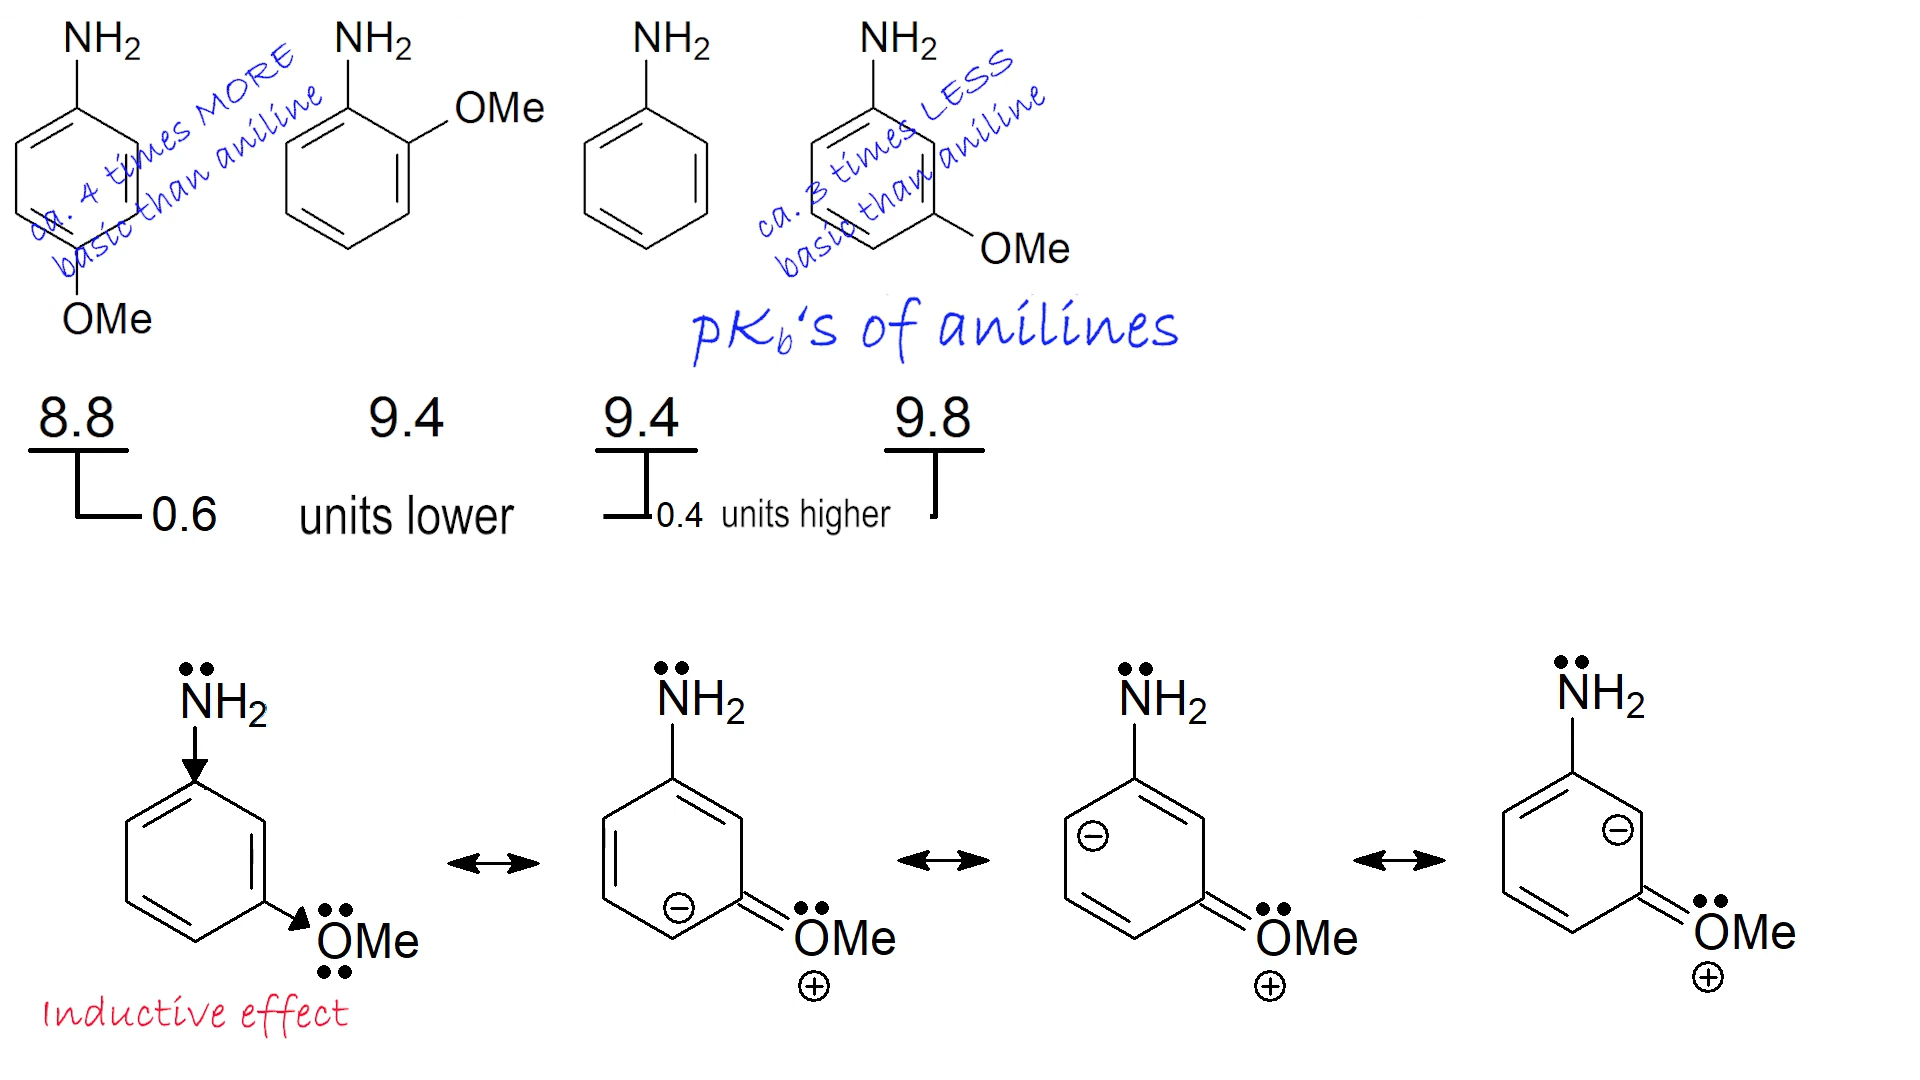 NH2 NH2 NH2 NH2
ca. 4 times MORE
basic than aniline
OMe
ca. 3 times LESS
basic than aniline
OMe
OMe
pKb's of anilines
8.8 9.4 9.4 9.8
0.6 units lower 0.4 units higher
NH2 NH2 NH2 NH2
⊖ ⊖ ⊖
OMe OMe OMe OMe
⊕ ⊕ ⊕
Inductive effect